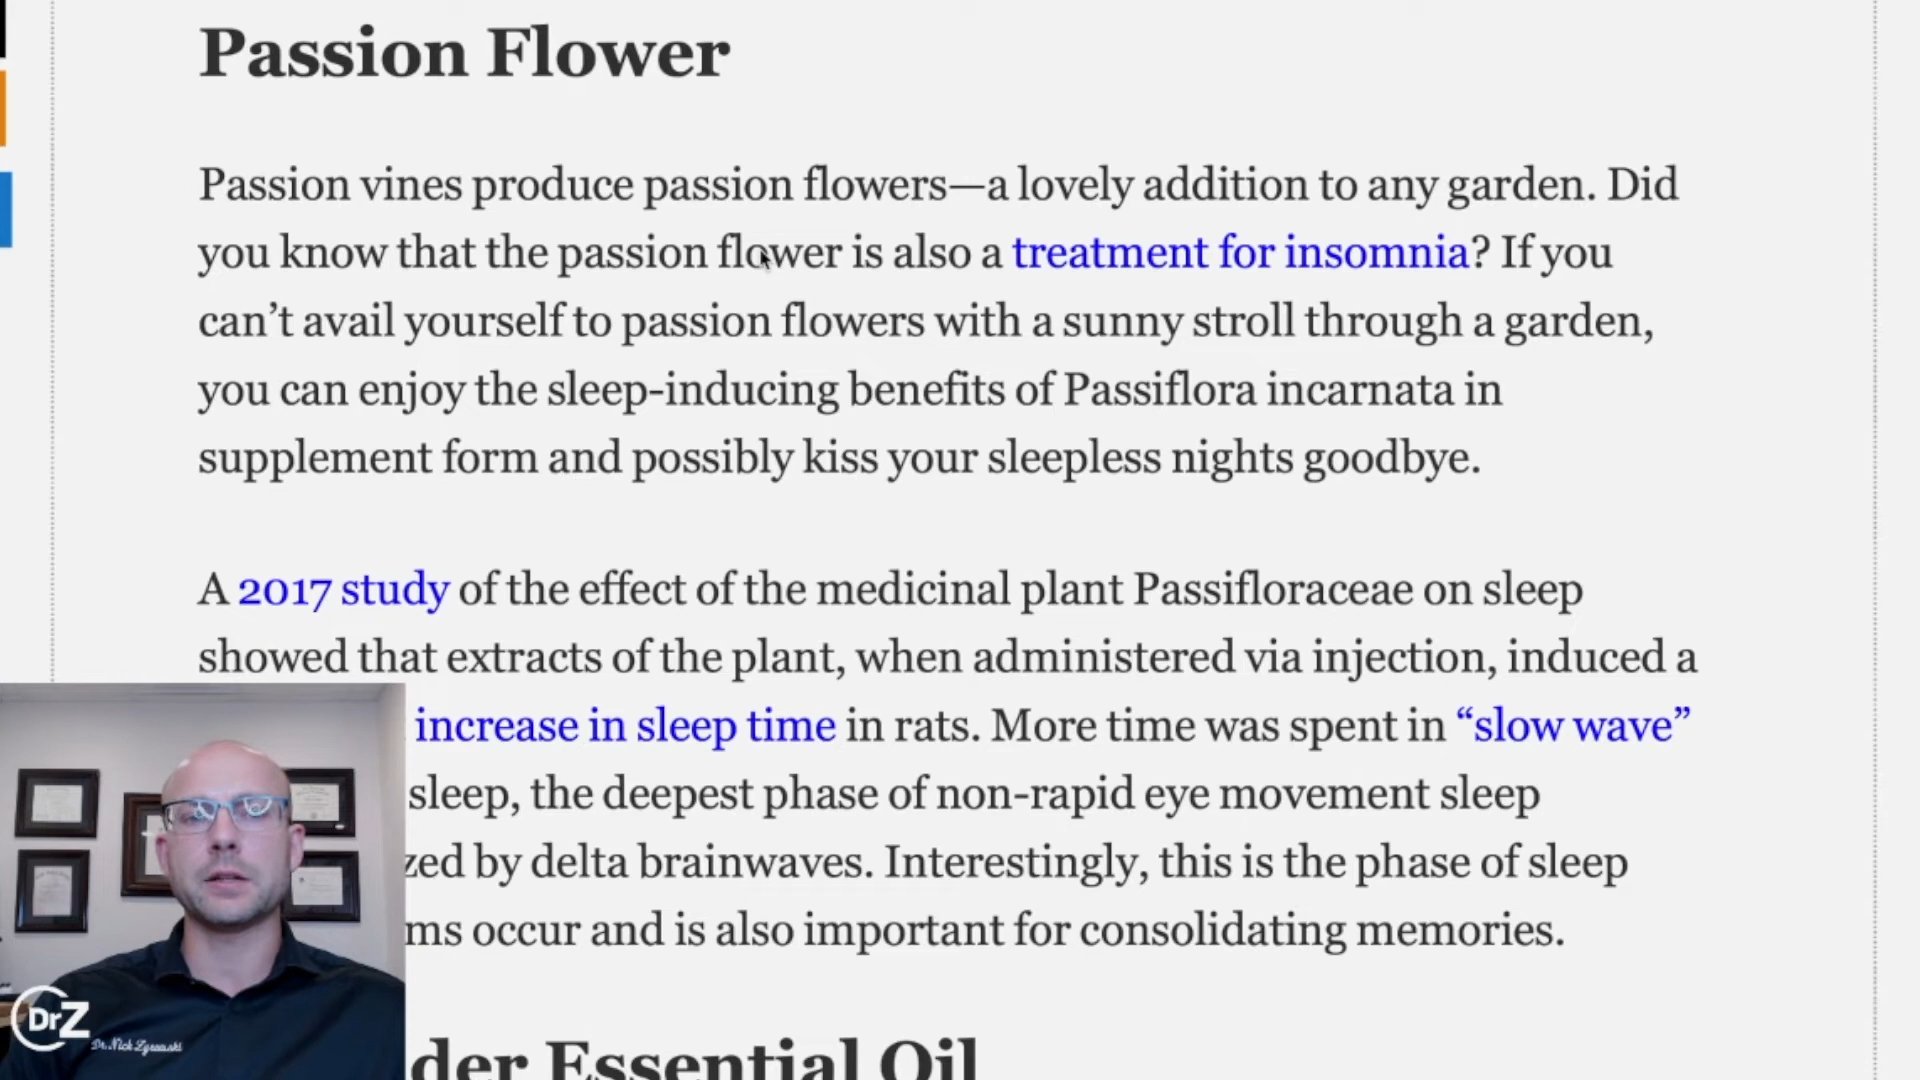 Passion Flower
Passion vines produce passion flowers—a lovely addition to any garden. Did
you know that the passion flower is also a treatment for insomnia? If you
can’t avail yourself to passion flowers with a sunny stroll through a garden,
you can enjoy the sleep-inducing benefits of Passiflora incarnata in
supplement form and possibly kiss your sleepless nights goodbye.
A 2017 study of the effect of the medicinal plant Passifloraceae on sleep
showed that extracts of the plant, when administered via injection, induced a
increase in sleep time in rats. More time was spent in “slow wave”
sleep, the deepest phase of non-rapid eye movement sleep
zed by delta brainwaves. Interestingly, this is the phase of sleep
ms occur and is also important for consolidating memories.
der Essential Oil
DrZ
Dr. Nick Zyrowski